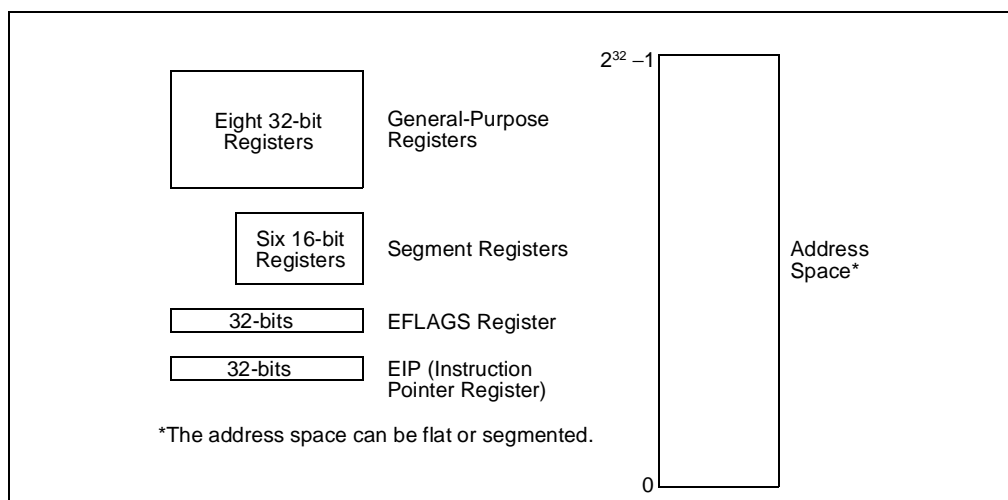 2³² –1
Eight 32-bit
Registers
General-Purpose
Registers
Six 16-bit
Registers
Segment Registers
Address
Space*
32-bits
EFLAGS Register
32-bits
EIP (Instruction
Pointer Register)
*The address space can be flat or segmented.
0